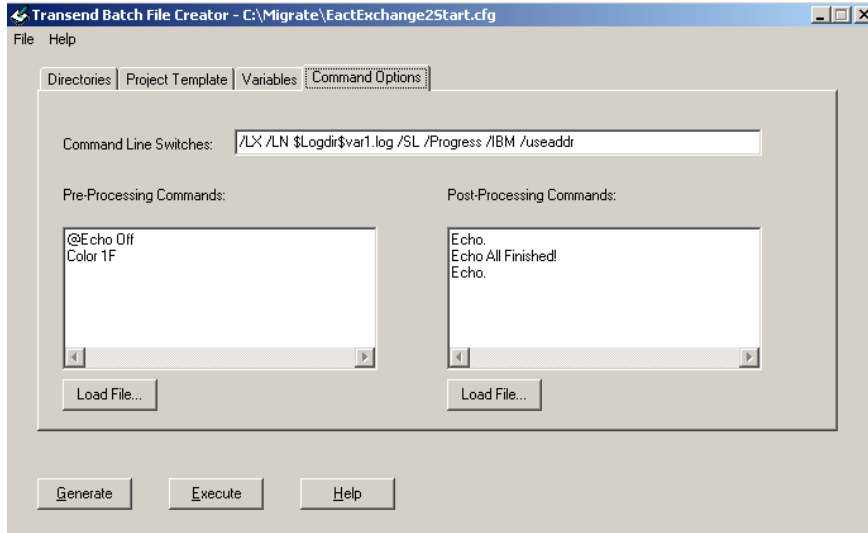 Transend Batch File Creator - C:\Migrate\EactExchange2Start.cfg
File Help
Directories Project Template Variables Command Options
Command Line Switches: /LX /LN $Logdir$var1.log /SL /Progress /IBM /useaddr
Pre-Processing Commands: Post-Processing Commands:
@Echo Off
Color 1F
Echo.
Echo All Finished!
Echo.
Load File... Load File...
Generate Execute Help